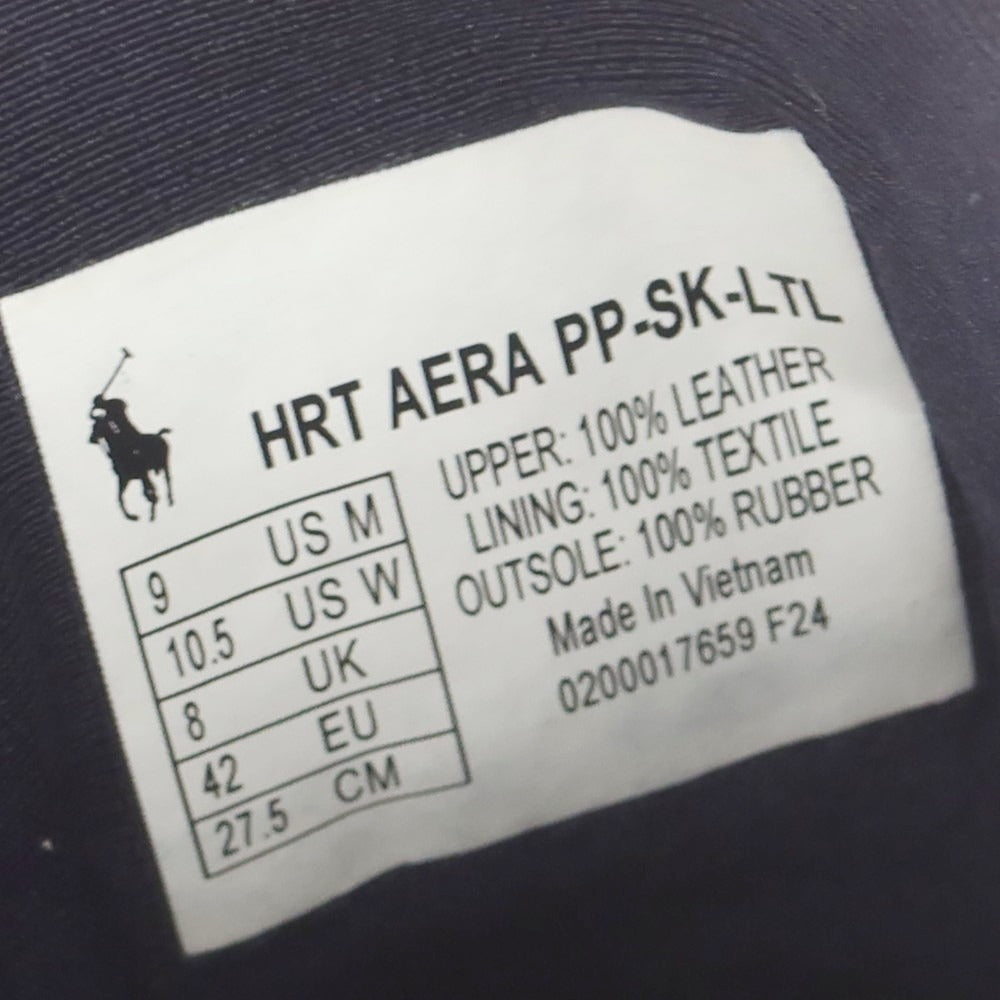 HRT AERA PP-SK-LTL
UPPER: 100% LEATHER
LINING: 100% TEXTILE
OUTSOLE: 100% RUBBER
Made In Vietnam
0200017659 F24
9 US M
10.5 US W
8 UK
42 EU
27.5 CM